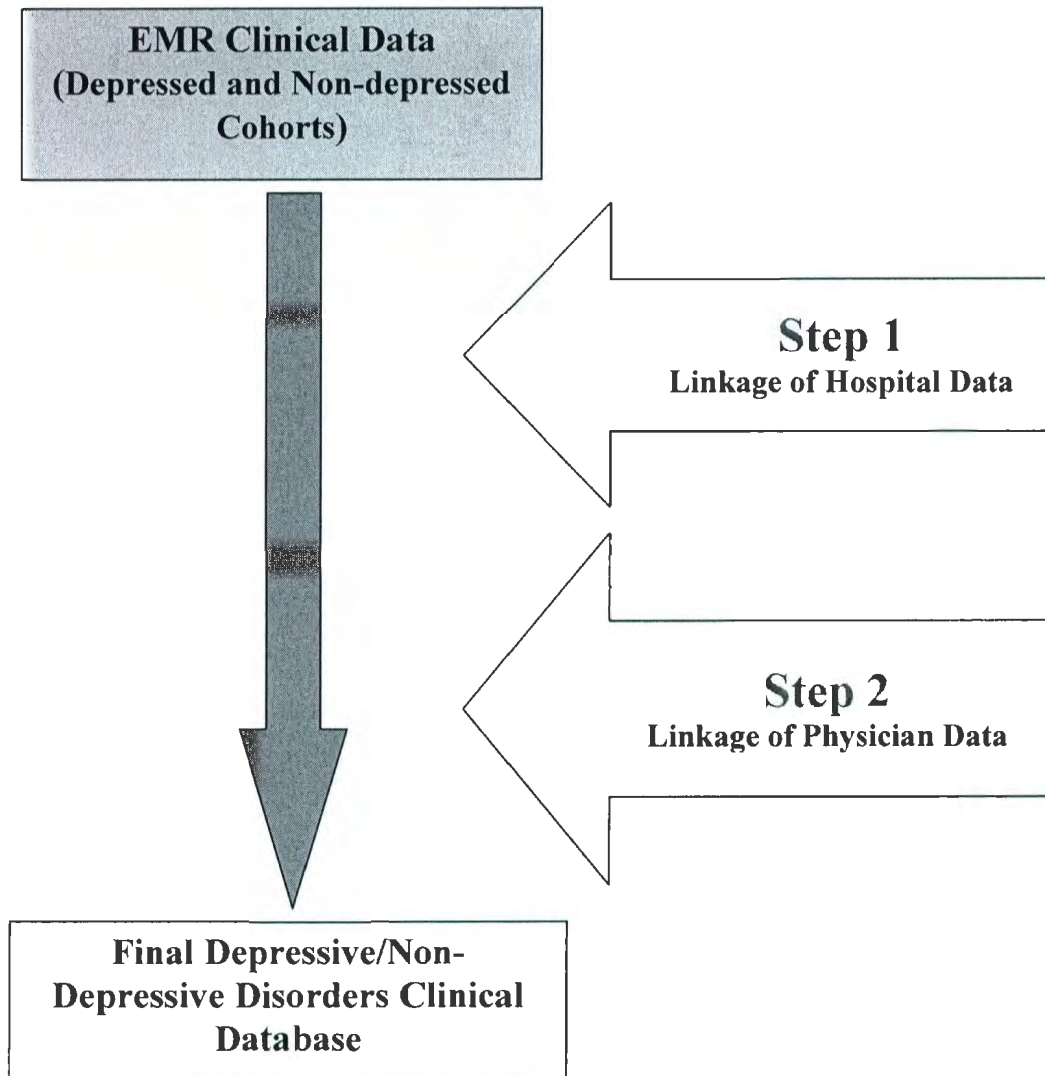 EMR Clinical Data
(Depressed and Non-depressed
Cohorts)
Step 1
Linkage of Hospital Data
Step 2
Linkage of Physician Data
Final Depressive/Non-
Depressive Disorders Clinical
Database